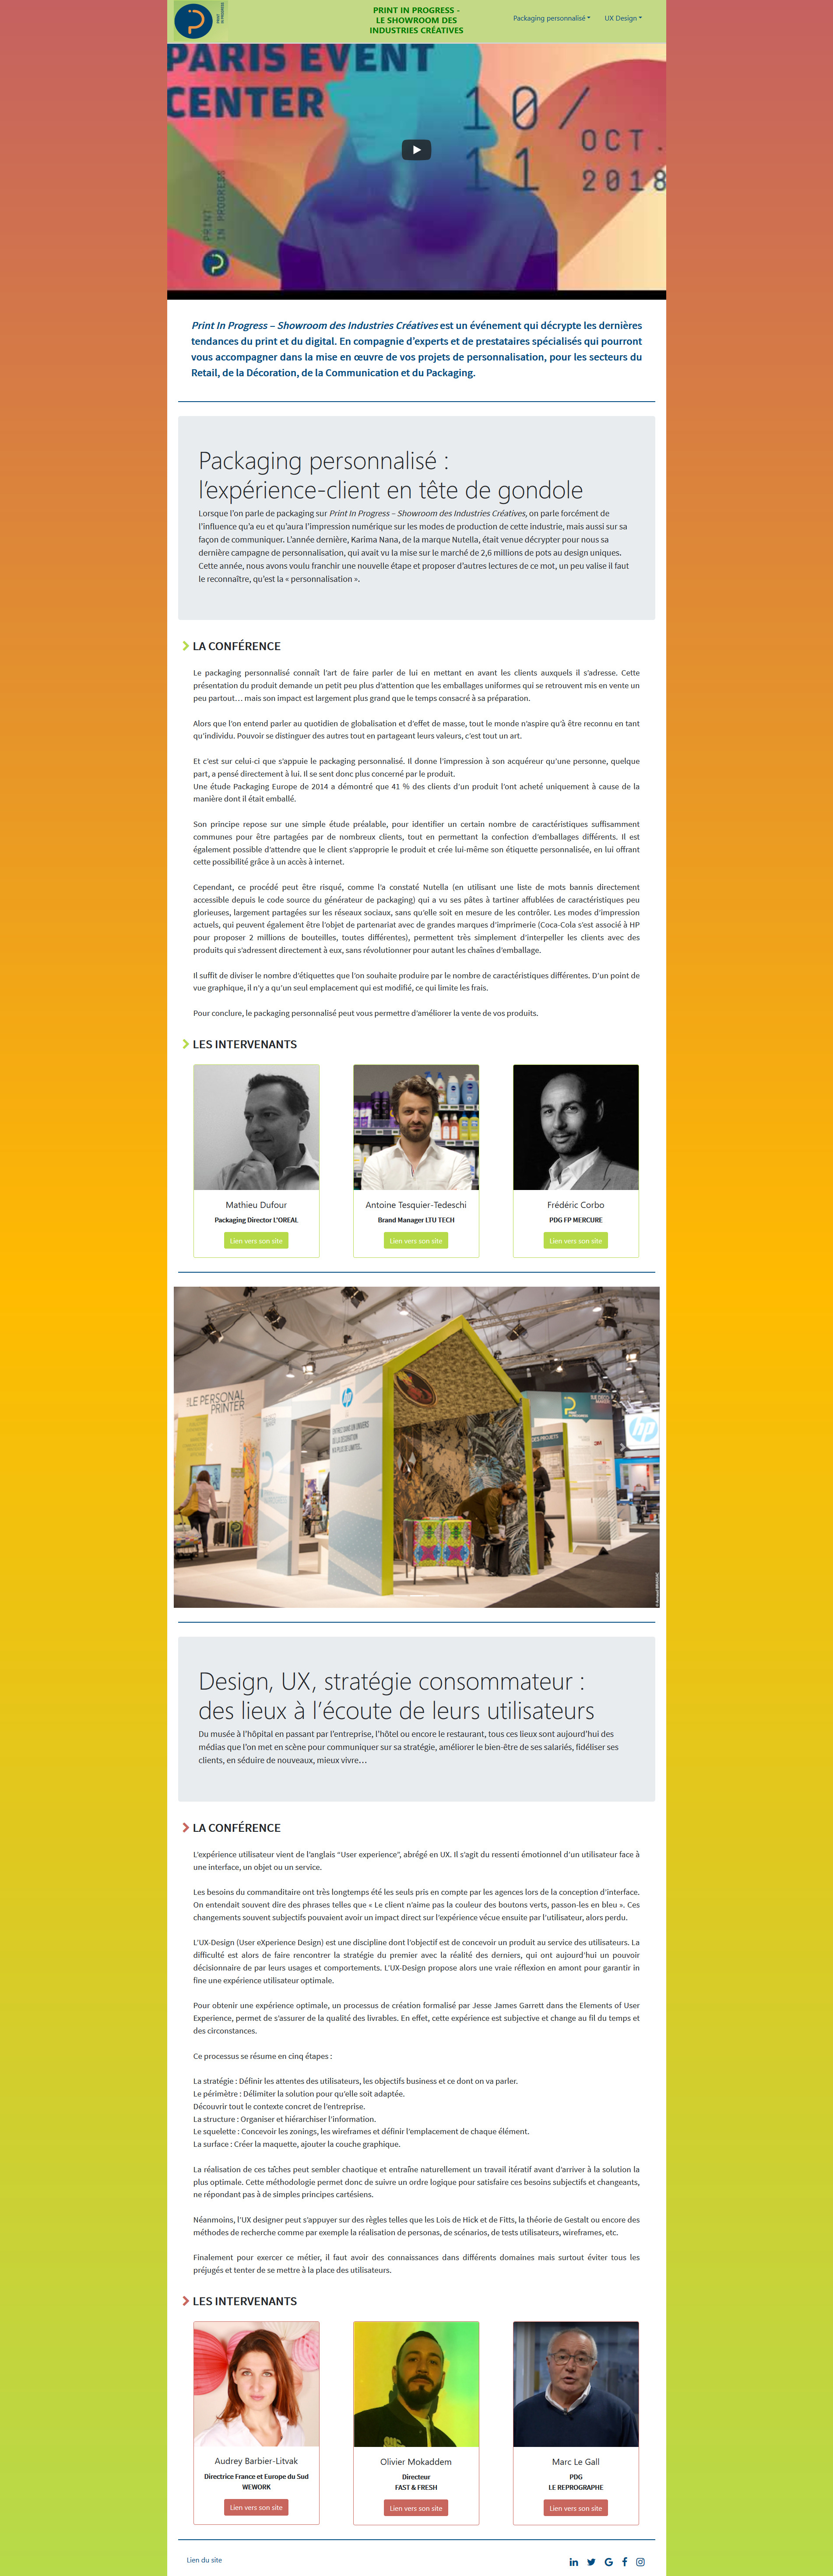 PRINT
IN PROGRESS
PRINT IN PROGRESS -
LE SHOWROOM DES
INDUSTRIES CRÉATIVES
Packaging personnalisé
UX Design
PARIS EVENT
CENTER
10/
11
OCT.
2018
PRINT
IN PROGRESS
Print In Progress – Showroom des Industries Créatives est un événement qui décrypte les dernières
tendances du print et du digital. En compagnie d'experts et de prestataires spécialisés qui pourront
vous accompagner dans la mise en œuvre de vos projets de personnalisation, pour les secteurs du
Retail, de la Décoration, de la Communication et du Packaging.
Packaging personnalisé :
l'expérience-client en tête de gondole
Lorsque l'on parle de packaging sur Print In Progress – Showroom des Industries Créatives, on parle forcément de
l'influence qu'a eu et qu'aura l'impression numérique sur les modes de production de cette industrie, mais aussi sur sa
façon de communiquer. L'année dernière, Karima Nana, de la marque Nutella, était venue décrypter pour nous sa
dernière campagne de personnalisation, qui avait vu la mise sur le marché de 2,6 millions de pots au design uniques.
Cette année, nous avons voulu franchir une nouvelle étape et proposer d'autres lectures de ce mot, un peu valise il faut
le reconnaître, qu'est la « personnalisation ».
LA CONFÉRENCE
Le packaging personnalisé connaît l'art de faire parler de lui en mettant en avant les clients auxquels il s'adresse. Cette
présentation du produit demande un petit peu plus d'attention que les emballages uniformes qui se retrouvent mis en vente un
peu partout… mais son impact est largement plus grand que le temps consacré à sa préparation.
Alors que l'on entend parler au quotidien de globalisation et d'effet de masse, tout le monde n'aspire qu'à être reconnu en tant
qu'individu. Pouvoir se distinguer des autres tout en partageant leurs valeurs, c'est tout un art.
Et c'est sur celui-ci que s'appuie le packaging personnalisé. Il donne l'impression à son acquéreur qu'une personne, quelque
part, a pensé directement à lui. Il se sent donc plus concerné par le produit.
Une étude Packaging Europe de 2014 a démontré que 41 % des clients d'un produit l'ont acheté uniquement à cause de la
manière dont il était emballé.
Son principe repose sur une simple étude préalable, pour identifier un certain nombre de caractéristiques suffisamment
communes pour être partagées par de nombreux clients, tout en permettant la confection d'emballages différents. Il est
également possible d'attendre que le client s'approprie le produit et crée lui-même son étiquette personnalisée, en lui offrant
cette possibilité grâce à un accès à internet.
Cependant, ce procédé peut être risqué, comme l'a constaté Nutella (en utilisant une liste de mots bannis directement
accessible depuis le code source du générateur de packaging) qui a vu ses pâtes à tartiner affublées de caractéristiques peu
glorieuses, largement partagées sur les réseaux sociaux, sans qu'elle soit en mesure de les contrôler. Les modes d'impression
actuels, qui peuvent également être l'objet de partenariat avec de grandes marques d'imprimerie (Coca-Cola s'est associé à HP
pour proposer 2 millions de bouteilles, toutes différentes), permettent très simplement d'interpeller les clients avec des
produits qui s'adressent directement à eux, sans révolutionner pour autant les chaînes d'emballage.
Il suffit de diviser le nombre d'étiquettes que l'on souhaite produire par le nombre de caractéristiques différentes. D'un point de
vue graphique, il n'y a qu'un seul emplacement qui est modifié, ce qui limite les frais.
Pour conclure, le packaging personnalisé peut vous permettre d'améliorer la vente de vos produits.
LES INTERVENANTS
Mathieu Dufour
Packaging Director L'OREAL
Lien vers son site
Antoine Tesquier-Tedeschi
Brand Manager LTU TECH
Lien vers son site
Frédéric Corbo
PDG FP MERCURE
Lien vers son site
LE PERSONAL
PRINTER
hp
hp
Design, UX, stratégie consommateur :
des lieux à l'écoute de leurs utilisateurs
Du musée à l'hôpital en passant par l'entreprise, l'hôtel ou encore le restaurant, tous ces lieux sont aujourd'hui des
médias que l'on met en scène pour communiquer sur sa stratégie, améliorer le bien-être de ses salariés, fidéliser ses
clients, en séduire de nouveaux, mieux vivre…
LA CONFÉRENCE
L'expérience utilisateur vient de l'anglais “User experience”, abrégé en UX. Il s'agit du ressenti émotionnel d'un utilisateur face à
une interface, un objet ou un service.
Les besoins du commanditaire ont très longtemps été les seuls pris en compte par les agences lors de la conception d'interface.
On entendait souvent dire des phrases telles que « Le client n'aime pas la couleur des boutons verts, passon-les en bleu ». Ces
changements souvent subjectifs pouvaient avoir un impact direct sur l'expérience vécue ensuite par l'utilisateur, alors perdu.
L'UX-Design (User eXperience Design) est une discipline dont l'objectif est de concevoir un produit au service des utilisateurs. La
difficulté est alors de faire rencontrer la stratégie du premier avec la réalité des derniers, qui ont aujourd'hui un pouvoir
décisionnaire de par leurs usages et comportements. L'UX-Design propose alors une vraie réflexion en amont pour garantir in
fine une expérience utilisateur optimale.
Pour obtenir une expérience optimale, un processus de création formalisé par Jesse James Garrett dans the Elements of User
Experience, permet de s'assurer de la qualité des livrables. En effet, cette expérience est subjective et change au fil du temps et
des circonstances.
Ce processus se résume en cinq étapes :
La stratégie : Définir les attentes des utilisateurs, les objectifs business et ce dont on va parler.
Le périmètre : Délimiter la solution pour qu'elle soit adaptée.
Découvrir tout le contexte concret de l'entreprise.
La structure : Organiser et hiérarchiser l'information.
Le squelette : Concevoir les zonings, les wireframes et définir l'emplacement de chaque élément.
La surface : Créer la maquette, ajouter la couche graphique.
La réalisation de ces tâches peut sembler chaotique et entraîne naturellement un travail itératif avant d'arriver à la solution la
plus optimale. Cette méthodologie permet donc de suivre un ordre logique pour satisfaire ces besoins subjectifs et changeants,
ne répondant pas à de simples principes cartésiens.
Néanmoins, l'UX designer peut s'appuyer sur des règles telles que les Lois de Hick et de Fitts, la théorie de Gestalt ou encore des
méthodes de recherche comme par exemple la réalisation de personas, de scénarios, de tests utilisateurs, wireframes, etc.
Finalement pour exercer ce métier, il faut avoir des connaissances dans différents domaines mais surtout éviter tous les
préjugés et tenter de se mettre à la place des utilisateurs.
LES INTERVENANTS
Audrey Barbier-Litvak
Directrice France et Europe du Sud
WEWORK
Lien vers son site
Olivier Mokaddem
Directeur
FAST & FRESH
Lien vers son site
Marc Le Gall
PDG
LE REPROGRAPHE
Lien vers son site
Lien du site